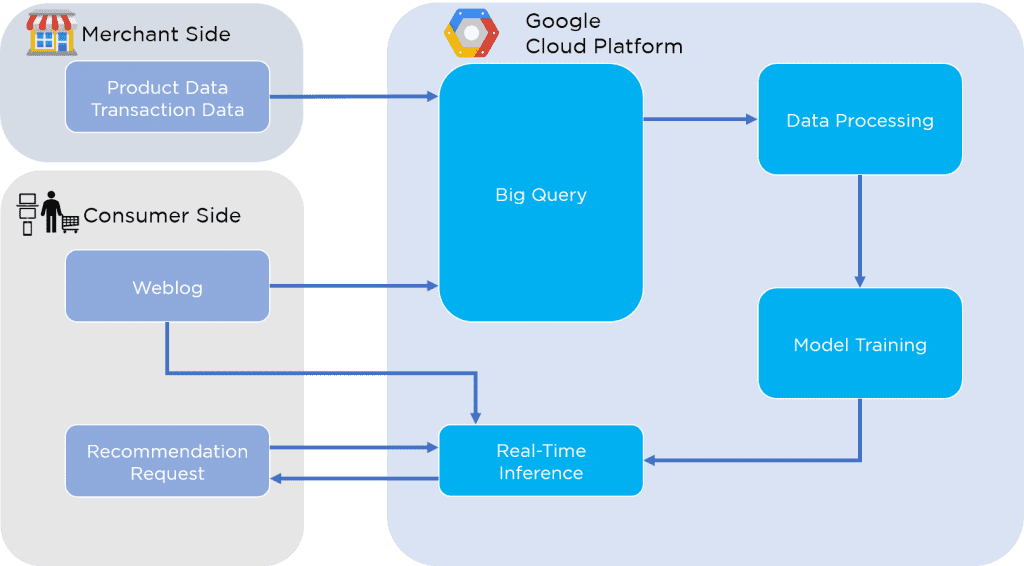 Merchant Side
Product Data
Transaction Data
Consumer Side
Weblog
Recommendation
Request
Google
Cloud Platform
Big Query
Data Processing
Model Training
Real-Time
Inference